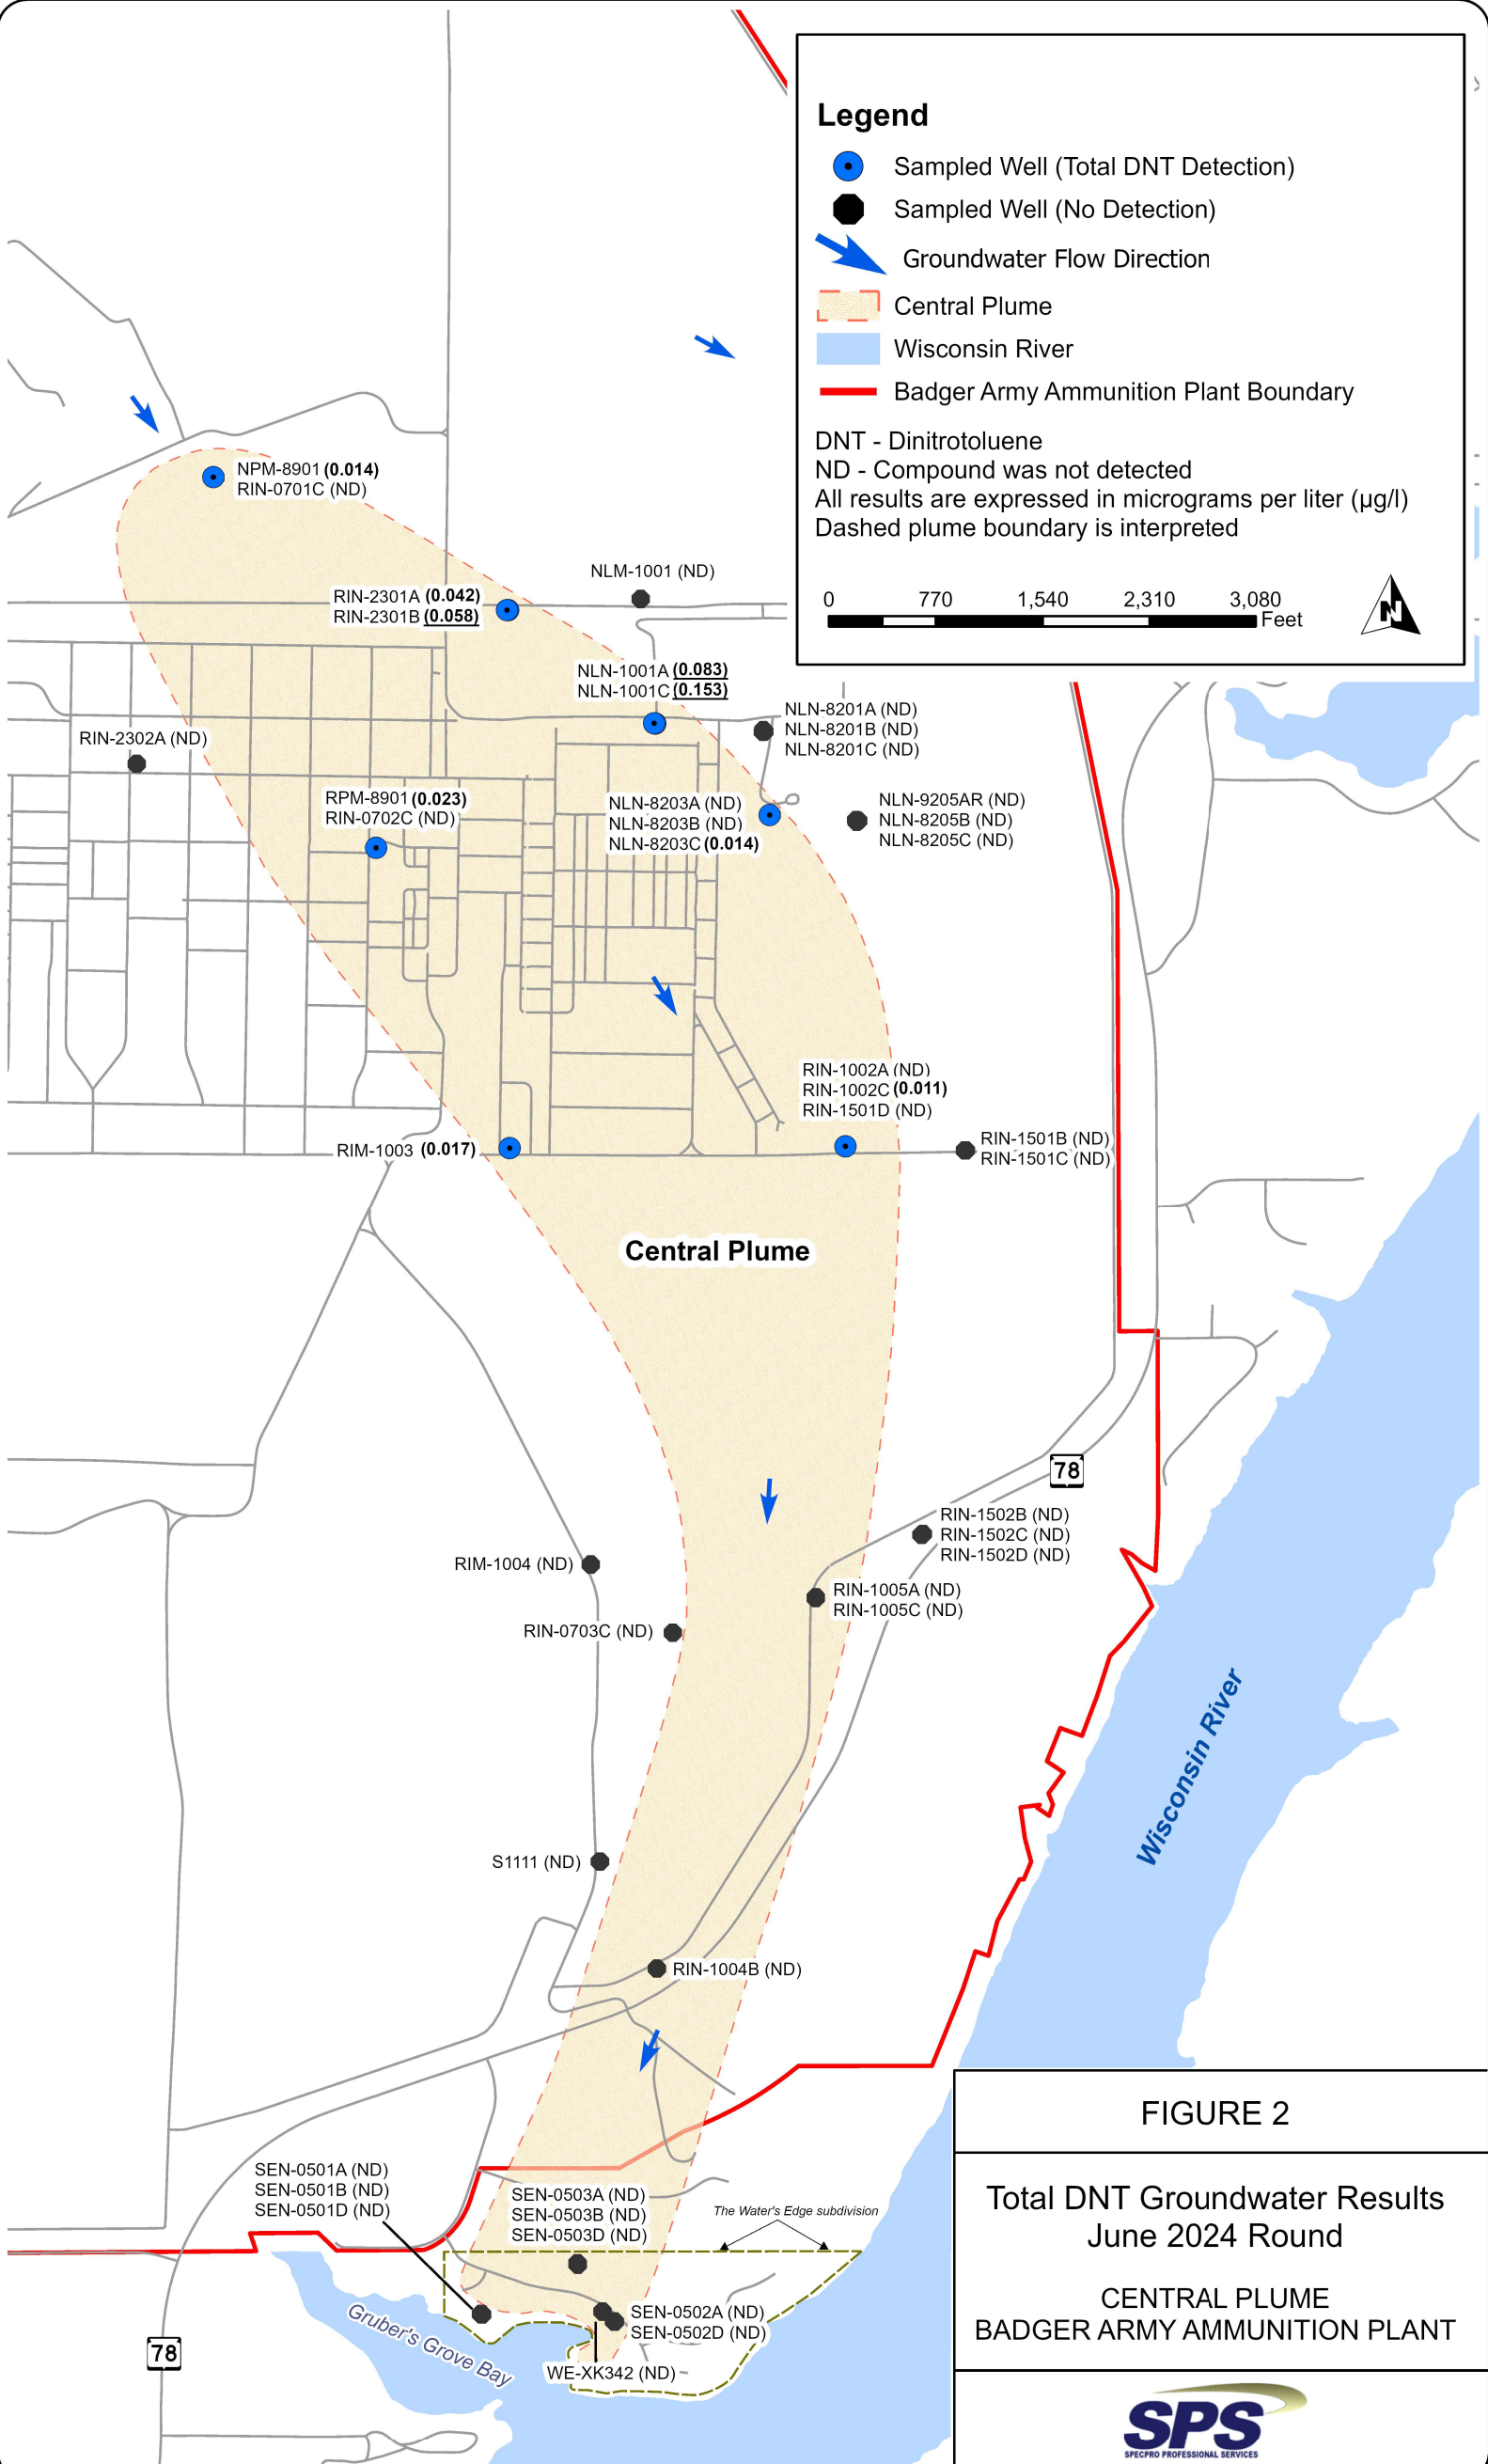 Legend
Sampled Well (Total DNT Detection)
Sampled Well (No Detection)
Groundwater Flow Direction
Central Plume
Wisconsin River
Badger Army Ammunition Plant Boundary
DNT - Dinitrotoluene
ND - Compound was not detected
All results are expressed in micrograms per liter (µg/l)
Dashed plume boundary is interpreted
0 770 1,540 2,310 3,080
Feet
N
NPM-8901 (0.014)
RIN-0701C (ND)
NLM-1001 (ND)
RIN-2301A (0.042)
RIN-2301B (0.058)
NLN-1001A (0.083)
NLN-1001C (0.153)
NLN-8201A (ND)
NLN-8201B (ND)
NLN-8201C (ND)
RIN-2302A (ND)
RPM-8901 (0.023)
RIN-0702C (ND)
NLN-8203A (ND)
NLN-8203B (ND)
NLN-8203C (0.014)
NLN-9205AR (ND)
NLN-8205B (ND)
NLN-8205C (ND)
RIN-1002A (ND)
RIN-1002C (0.011)
RIN-1501D (ND)
RIM-1003 (0.017)
RIN-1501B (ND)
RIN-1501C (ND)
Central Plume
78
RIN-1502B (ND)
RIN-1502C (ND)
RIN-1502D (ND)
RIM-1004 (ND)
RIN-1005A (ND)
RIN-1005C (ND)
RIN-0703C (ND)
Wisconsin River
S1111 (ND)
RIN-1004B (ND)
SEN-0501A (ND)
SEN-0501B (ND)
SEN-0501D (ND)
SEN-0503A (ND)
SEN-0503B (ND)
SEN-0503D (ND)
The Water's Edge subdivision
SEN-0502A (ND)
SEN-0502D (ND)
Gruber's Grove Bay
WE-XK342 (ND)
78
FIGURE 2
Total DNT Groundwater Results
June 2024 Round
CENTRAL PLUME
BADGER ARMY AMMUNITION PLANT
SPS
SPECPRO PROFESSIONAL SERVICES